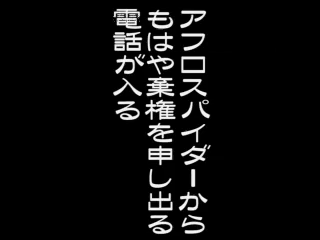 アフロスパイダーから
もはや棄権を申し出る
電話が入る